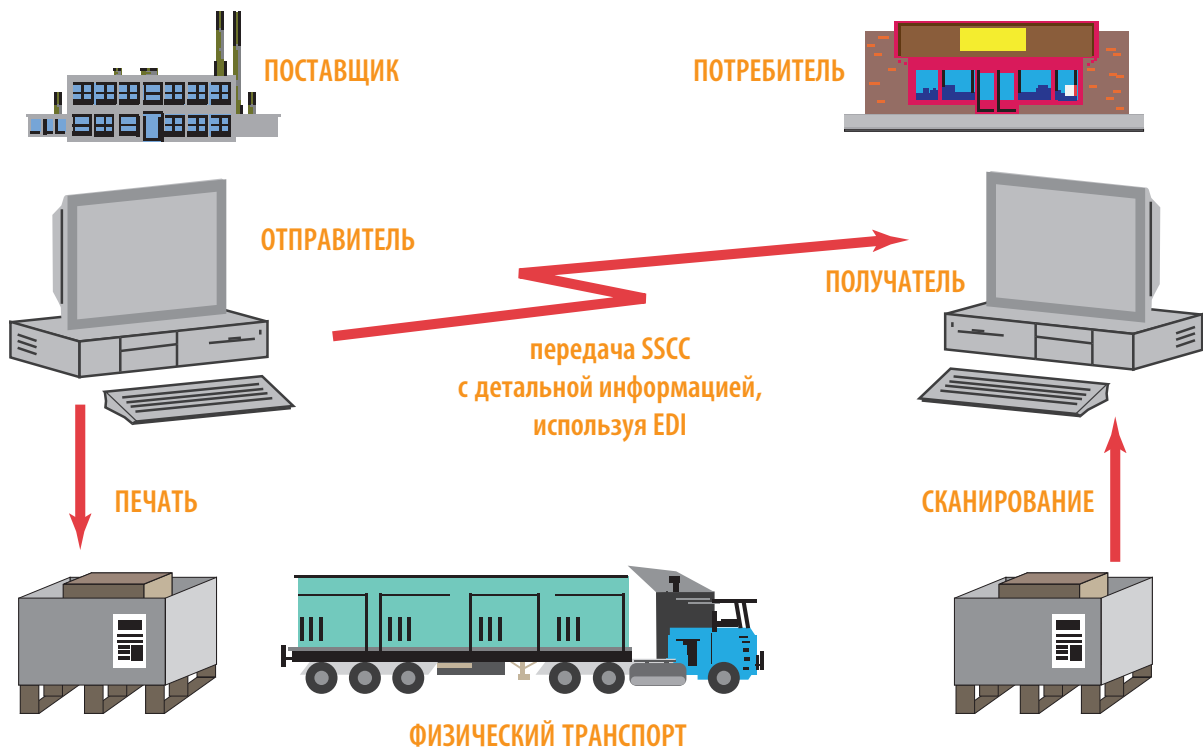 ПОСТАВЩИК
ПОТРЕБИТЕЛЬ
ОТПРАВИТЕЛЬ
ПОЛУЧАТЕЛЬ
передача SSCC
с детальной информацией,
используя EDI
ПЕЧАТЬ
СКАНИРОВАНИЕ
ФИЗИЧЕСКИЙ ТРАНСПОРТ